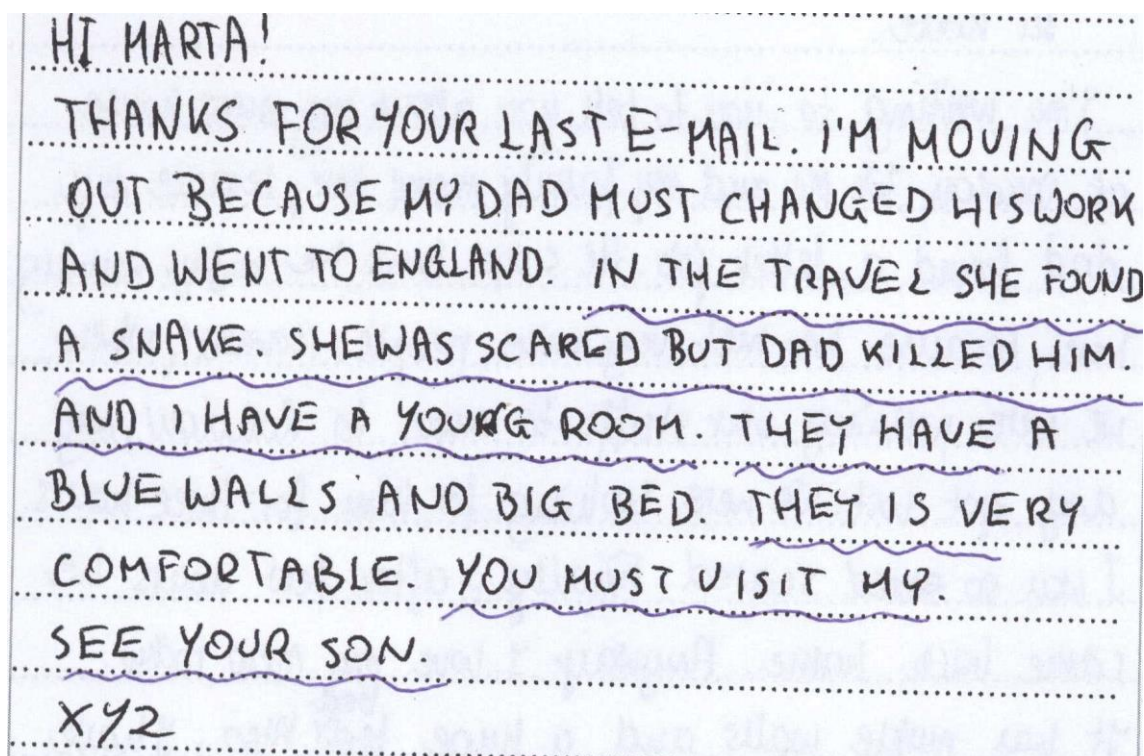 HI MARTA!
THANKS FOR YOUR LAST E-MAIL. I'M MOVING
OUT BECAUSE MY DAD MUST CHANGED HIS WORK
AND WENT TO ENGLAND. IN THE TRAVEL SHE FOUND
A SNAKE. SHE WAS SCARED BUT DAD KILLED HIM
AND I HAVE A YOUNG ROOM. THEY HAVE A
BLUE WALLS AND BIG BED. THEY IS VERY
COMFORTABLE. YOU MUST VISIT MY.
SEE YOUR SON.
XYZ